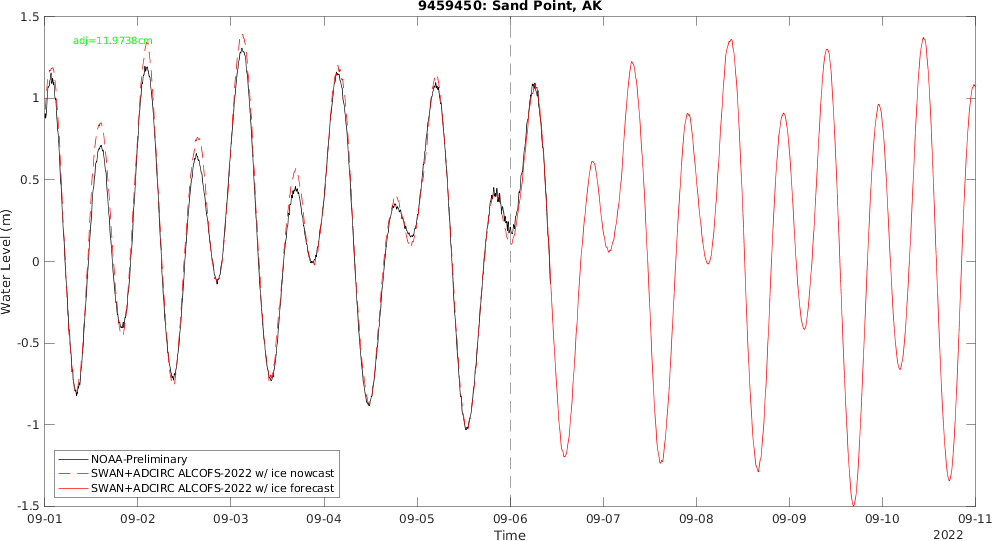 9459450: Sand Point, AK
adj=11.9738cm
Water Level (m)
1.5
1
0.5
0
-0.5
-1
-1.5
NOAA-Preliminary
SWAN+ADCIRC ALCOFS-2022 w/ ice nowcast
SWAN+ADCIRC ALCOFS-2022 w/ ice forecast
09-01 09-02 09-03 09-04 09-05 09-06 09-07 09-08 09-09 09-10 09-11
Time
2022